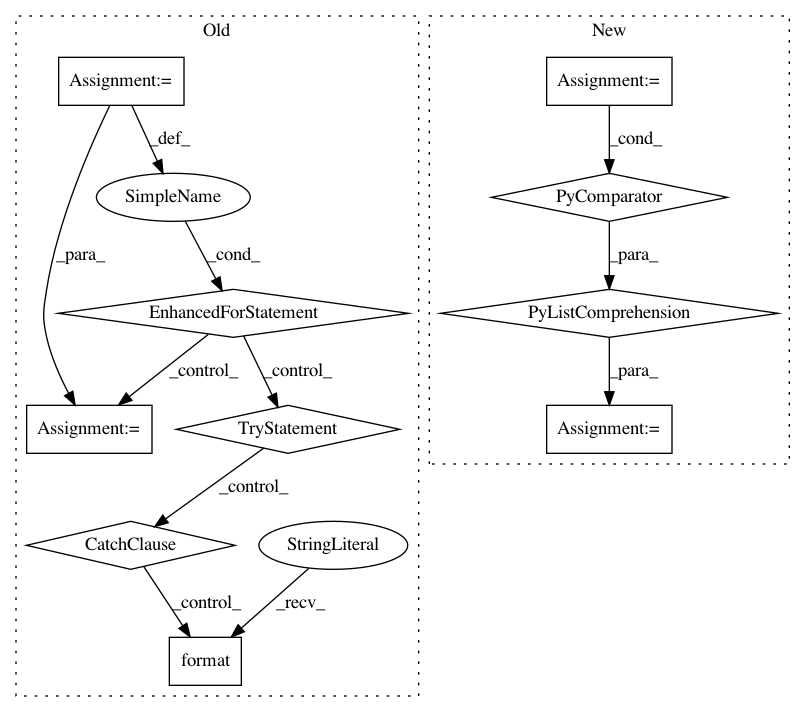 Old
New
Assignment:=
Assignment:=
_def_
_cond_
SimpleName
PyComparator
_para_
_cond_
_para_
EnhancedForStatement
PyListComprehension
_control_
_control_
_para_
Assignment:=
TryStatement
Assignment:=
_control_
CatchClause
StringLiteral
_control_
_recv_
format